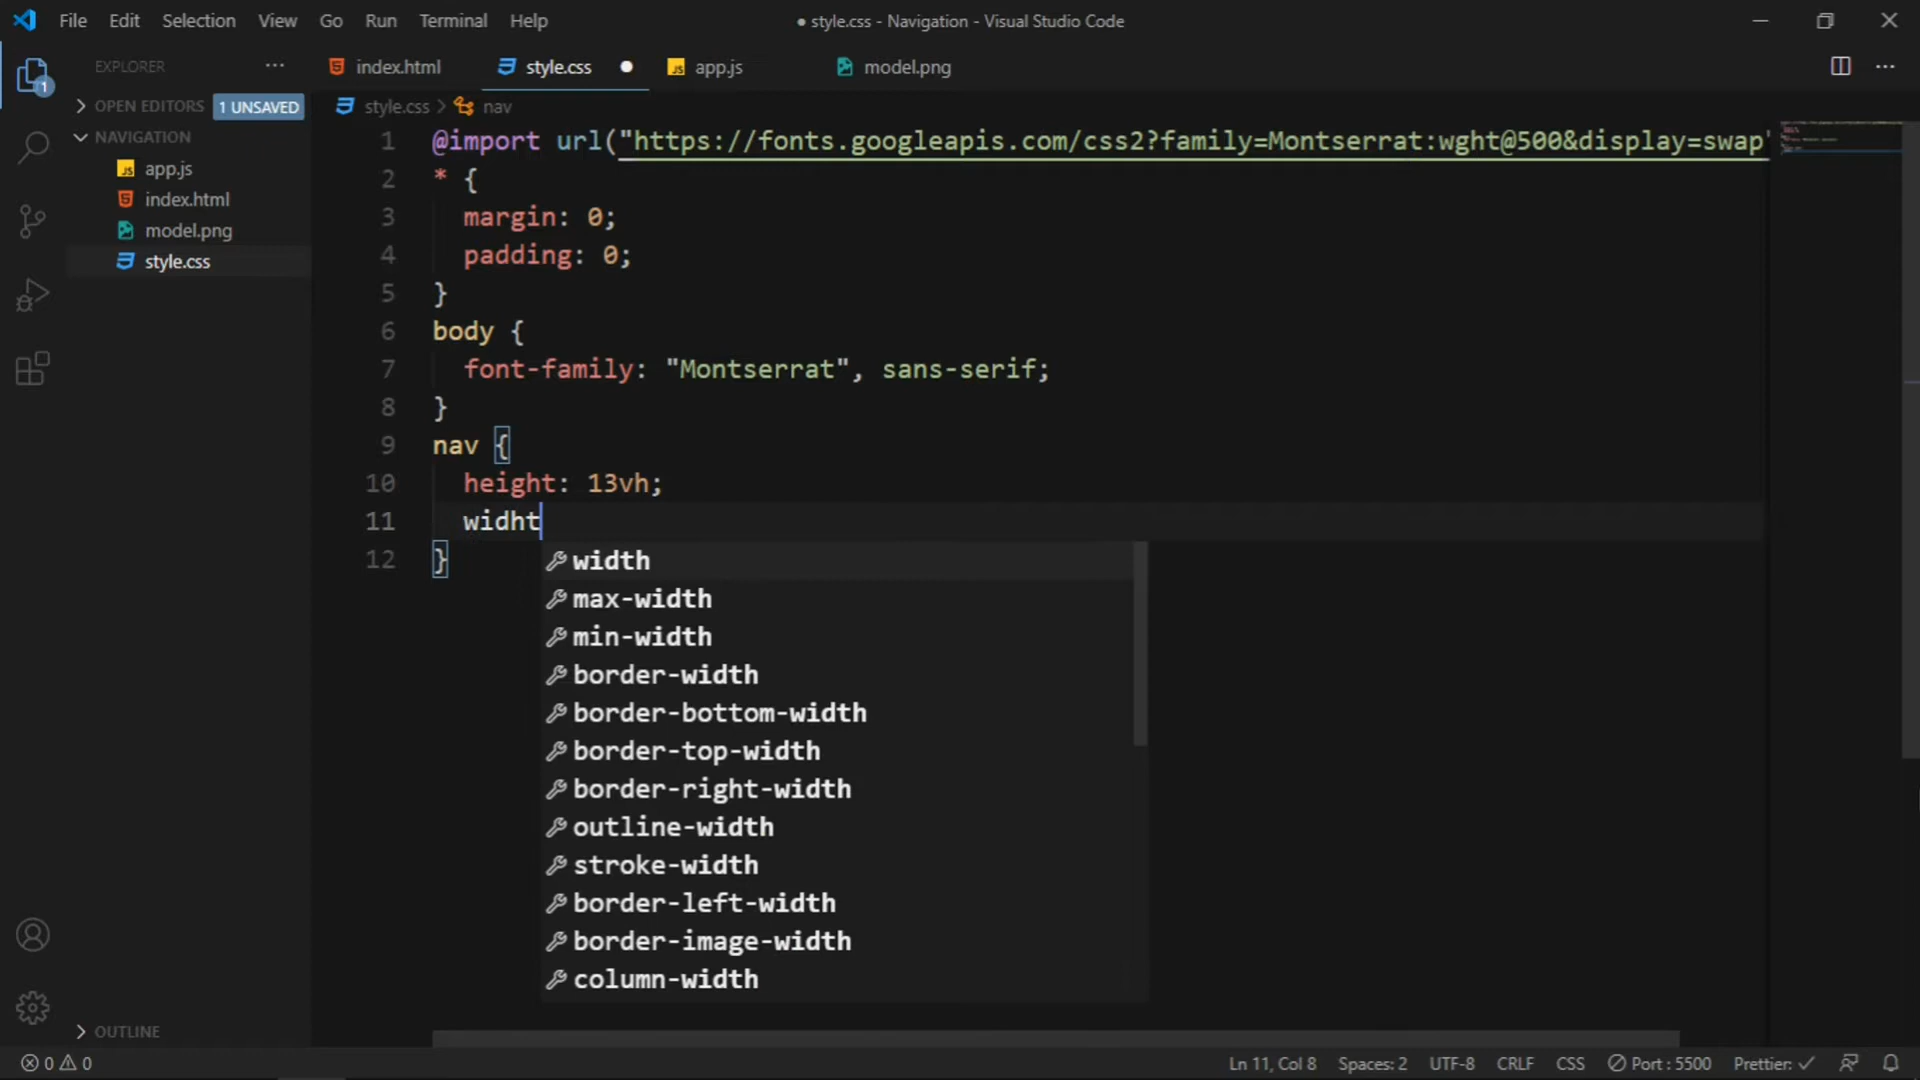 File Edit Selection View Go Run Terminal Help
● style.css - Navigation - Visual Studio Code
EXPLORER
1
OPEN EDITORS 1 UNSAVED
NAVIGATION
app.js
index.html
model.png
style.css
OUTLINE
index.html style.css JS app.js model.png
style.css > nav
1 @import url("https://fonts.googleapis.com/css2?family=Montserrat:wght@500&display=swap"
2 * {
3 margin: 0;
4 padding: 0;
5 }
6 body {
7 font-family: "Montserrat", sans-serif;
8 }
9 nav {
10 height: 13vh;
11 widht
12 }
width
max-width
min-width
border-width
border-bottom-width
border-top-width
border-right-width
outline-width
stroke-width
border-left-width
border-image-width
column-width
0 0 Ln 11, Col 8 Spaces: 2 UTF-8 CRLF CSS Port : 5500 Prettier: ✓